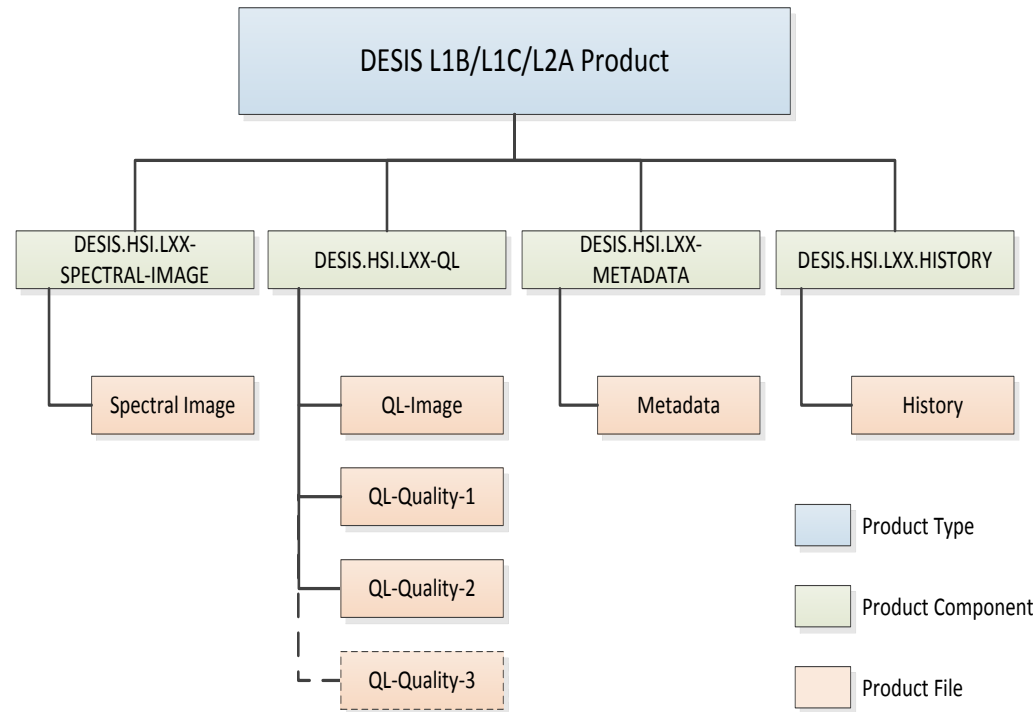 DESIS L1B/L1C/L2A Product
DESIS.HSI.LXX-
SPECTRAL-IMAGE
DESIS.HSI.LXX-QL
DESIS.HSI.LXX-
METADATA
DESIS.HSI.LXX.HISTORY
Spectral Image
QL-Image
Metadata
History
QL-Quality-1
QL-Quality-2
QL-Quality-3
Product Type
Product Component
Product File